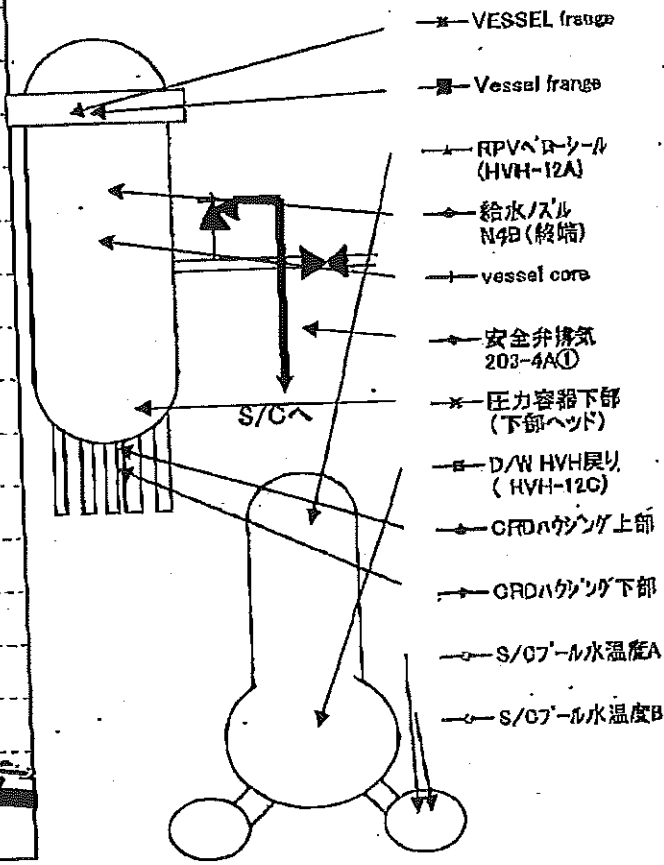 VESSEL frange
Vessel frange
RPVベローシール
(HVH-12A)
給水ノズル
N4B(終端)
vessel core
安全弁排気
203-4A①
圧力容器下部
(下部ヘッド)
D/W HVH戻り
( HVH-12C)
CRDハウジング上部
CRDハウジング下部
S/Cプール水温度A
S/Cプール水温度B
S/Cへ